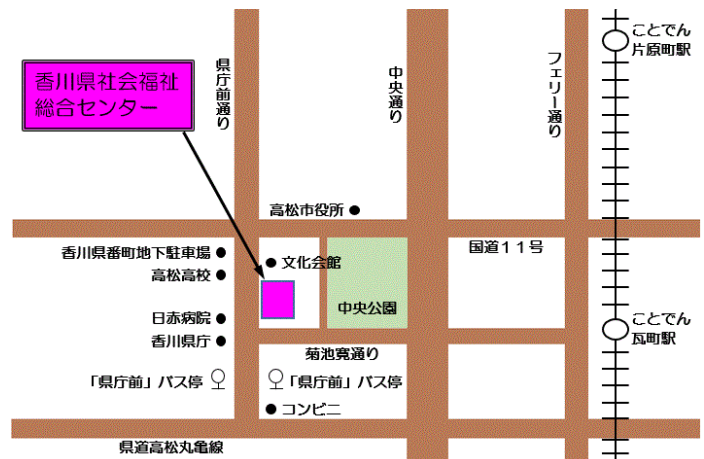 ことでん
片原町駅
県庁前通り
中央通り
フェリー通り
香川県社会福祉
総合センター
高松市役所
香川県番町地下駐車場
文化会館
国道１１号
高松高校
中央公園
日赤病院
ことでん
瓦町駅
香川県庁
菊池寛通り
「県庁前」バス停
「県庁前」バス停
コンビニ
県道高松丸亀線